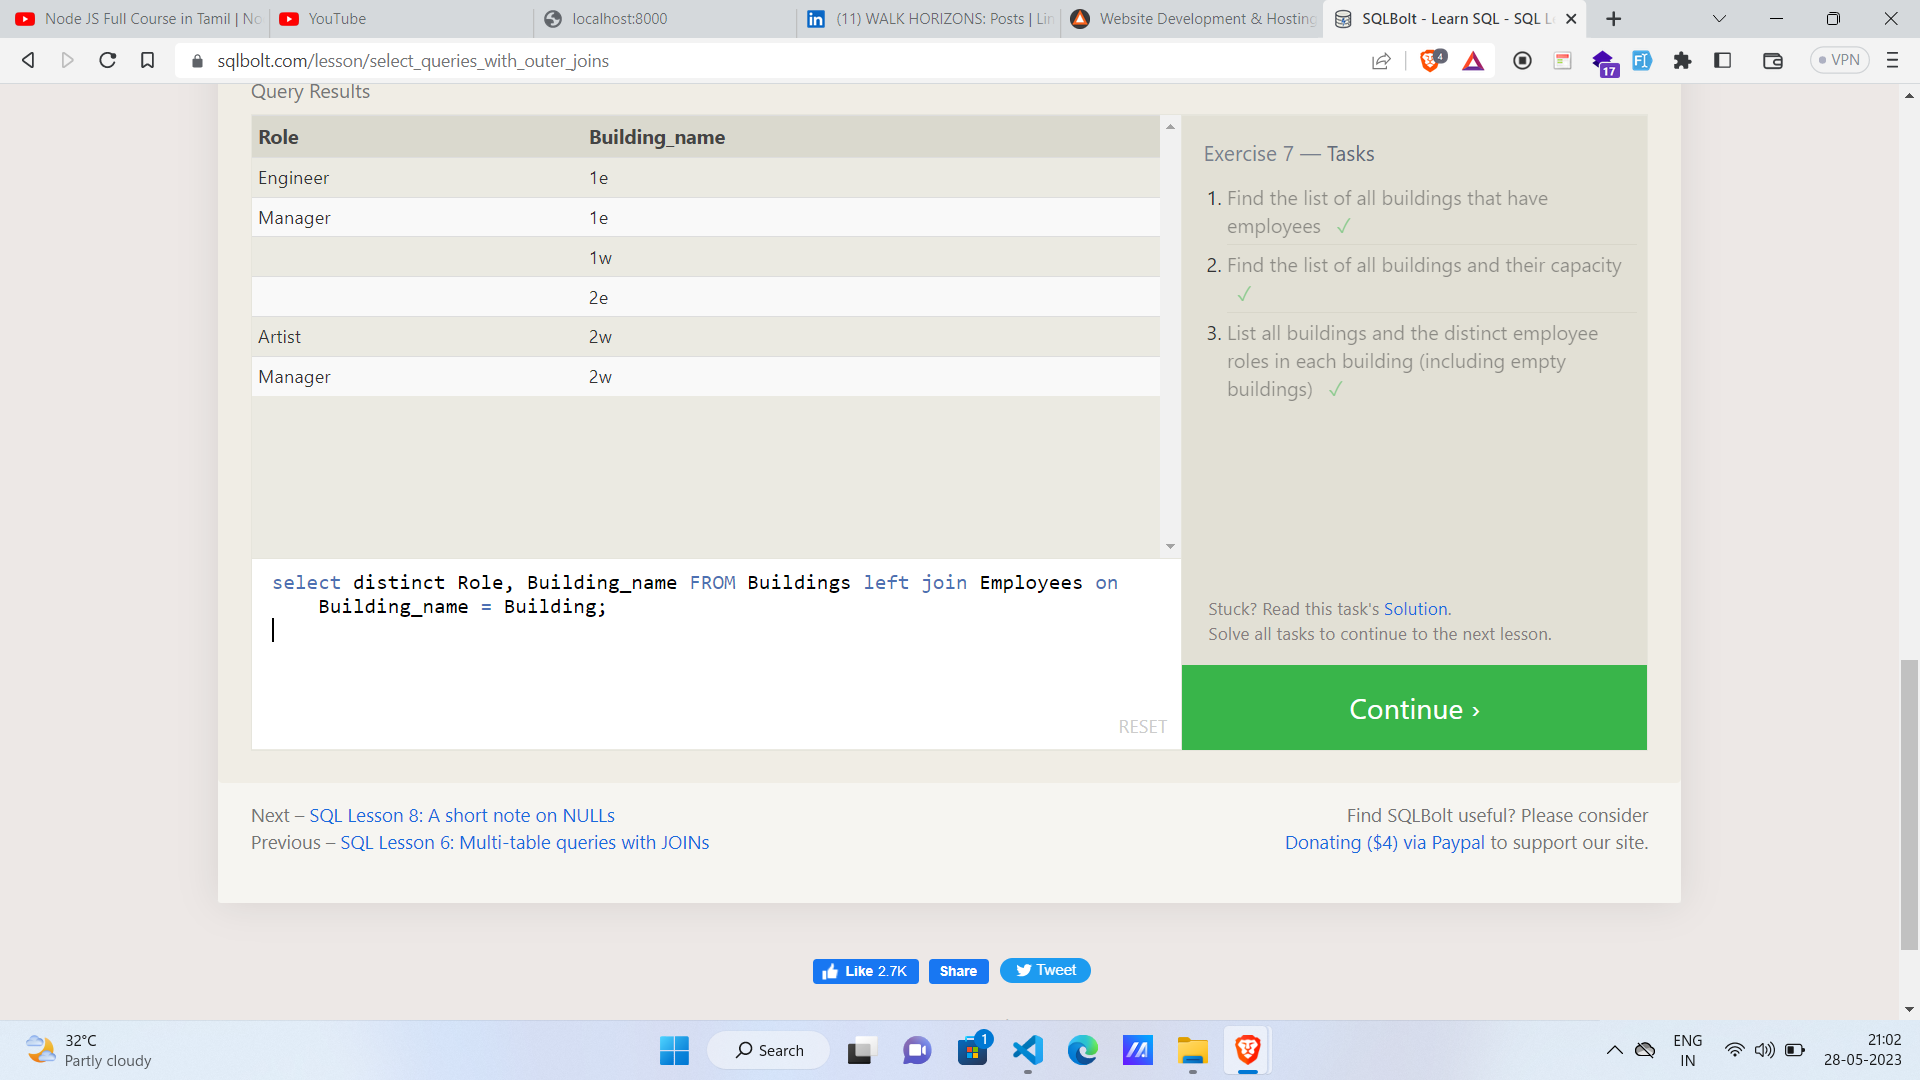 Node JS Full Course in Tamil | No
YouTube
localhost:8000
(11) WALK HORIZONS: Posts | Lin
Website Development & Hosting
SQLBolt - Learn SQL - SQL L
sqlbolt.com/lesson/select_queries_with_outer_joins
4
17
VPN
Query Results
Role Building_name
Engineer 1e
Manager 1e
1w
2e
Artist 2w
Manager 2w
Exercise 7 — Tasks
1. Find the list of all buildings that have
employees ✓
2. Find the list of all buildings and their capacity
✓
3. List all buildings and the distinct employee
roles in each building (including empty
buildings) ✓
select distinct Role, Building_name FROM Buildings left join Employees on
Building_name = Building;
RESET
Stuck? Read this task's Solution.
Solve all tasks to continue to the next lesson.
Continue ›
Next – SQL Lesson 8: A short note on NULLs
Previous – SQL Lesson 6: Multi-table queries with JOINs
Find SQLBolt useful? Please consider
Donating ($4) via Paypal to support our site.
Like 2.7K
Share
Tweet
32°C
Partly cloudy
Search
1
ENG
IN
21:02
28-05-2023